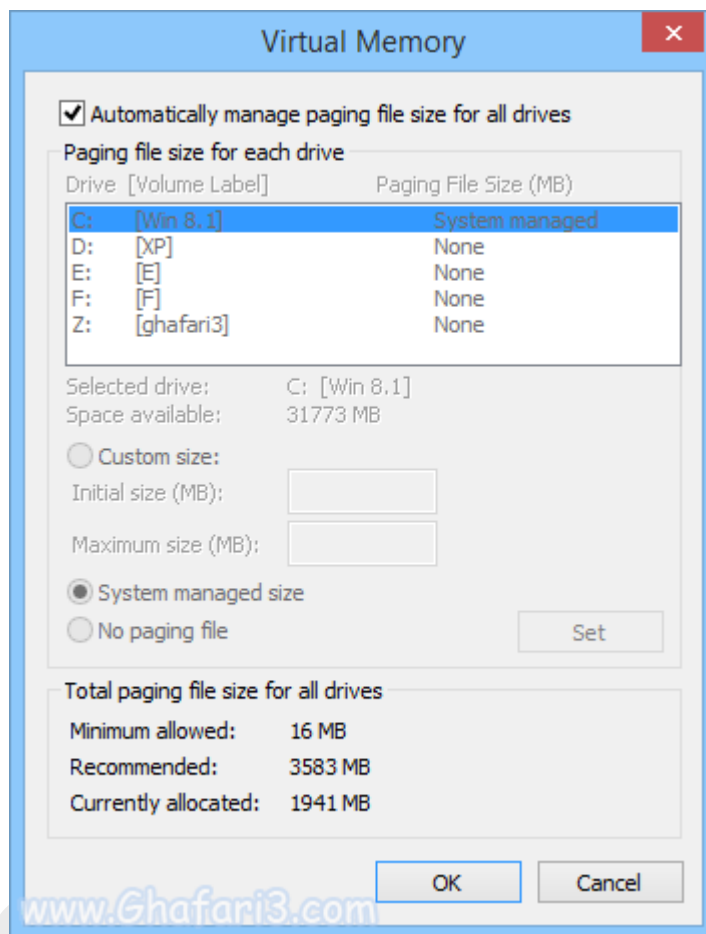 Virtual Memory
Automatically manage paging file size for all drives
Paging file size for each drive
Drive [Volume Label] Paging File Size (MB)
C: [Win 8.1] System managed
D: [XP] None
E: [E] None
F: [F] None
Z: [ghafari3] None
Selected drive: C: [Win 8.1]
Space available: 31773 MB
Custom size:
Initial size (MB):
Maximum size (MB):
System managed size
No paging file Set
Total paging file size for all drives
Minimum allowed: 16 MB
Recommended: 3583 MB
Currently allocated: 1941 MB
OK Cancel
www.Ghafari3.com